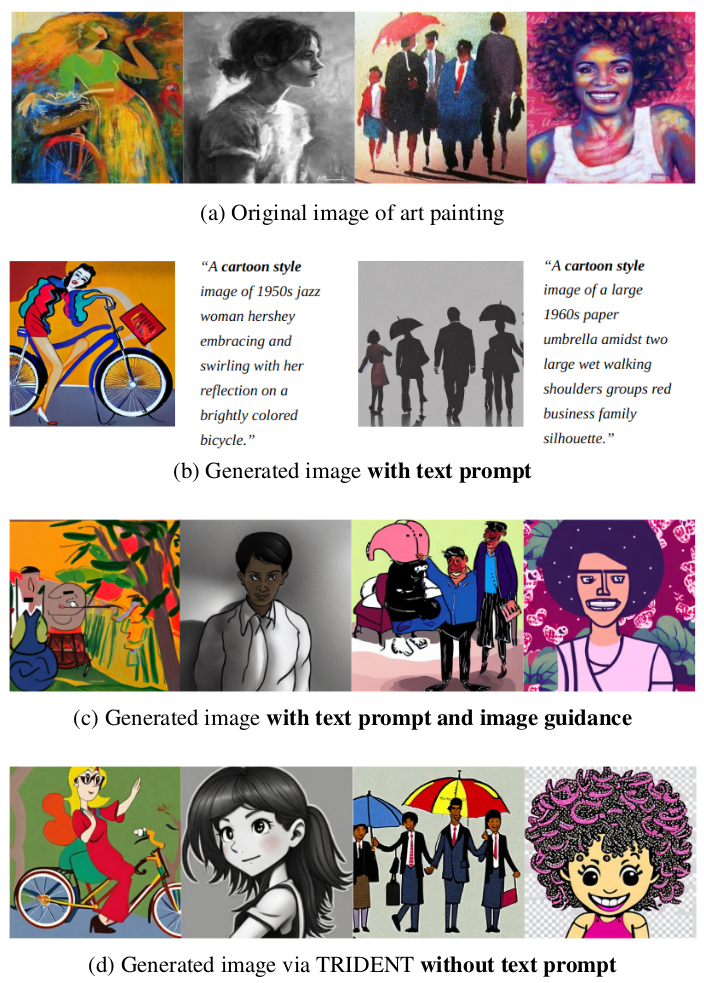 (a) Original image of art painting
“A cartoon style
image of 1950s jazz
woman hershey
embracing and
swirling with her
reflection on a
brightly colored
bicycle.”
“A cartoon style
image of a large
1960s paper
umbrella amidst two
large wet walking
shoulders groups red
business family
silhouette.”
(b) Generated image with text prompt
(c) Generated image with text prompt and image guidance
(d) Generated image via TRIDENT without text prompt